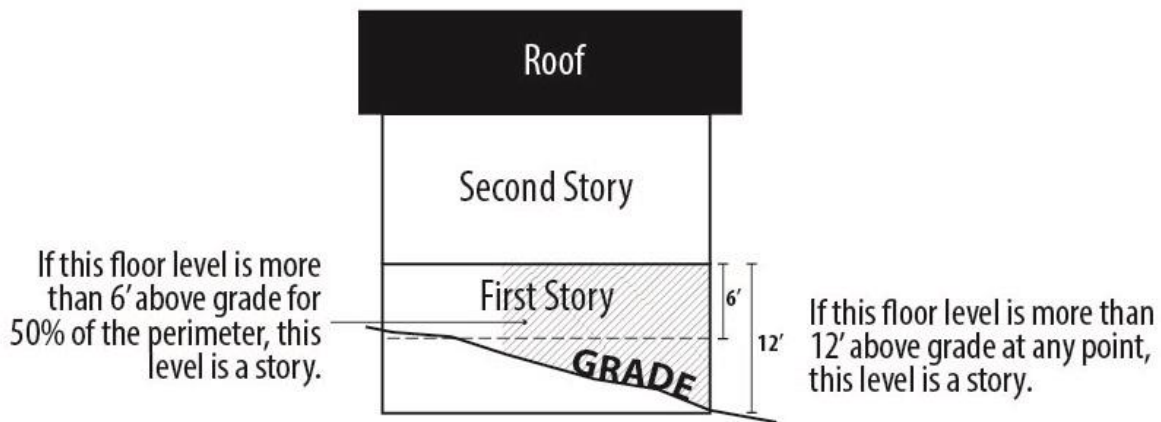 Roof
Second Story
If this floor level is more
than 6’ above grade for
50% of the perimeter, this
level is a story.
First Story
6’
12’
GRADE
If this floor level is more than
12’ above grade at any point,
this level is a story.